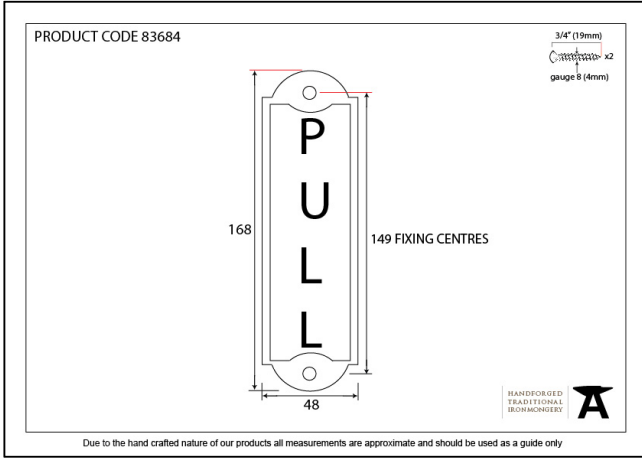 PRODUCT CODE 83684
3/4" (19mm)
x2
gauge 8 (4mm)
P
U
L
L
168
149 FIXING CENTRES
48
HANDFORGED
TRADITIONAL
IRONMONGERY
Due to the hand crafted nature of our products all measurements are approximate and should be used as a guide only